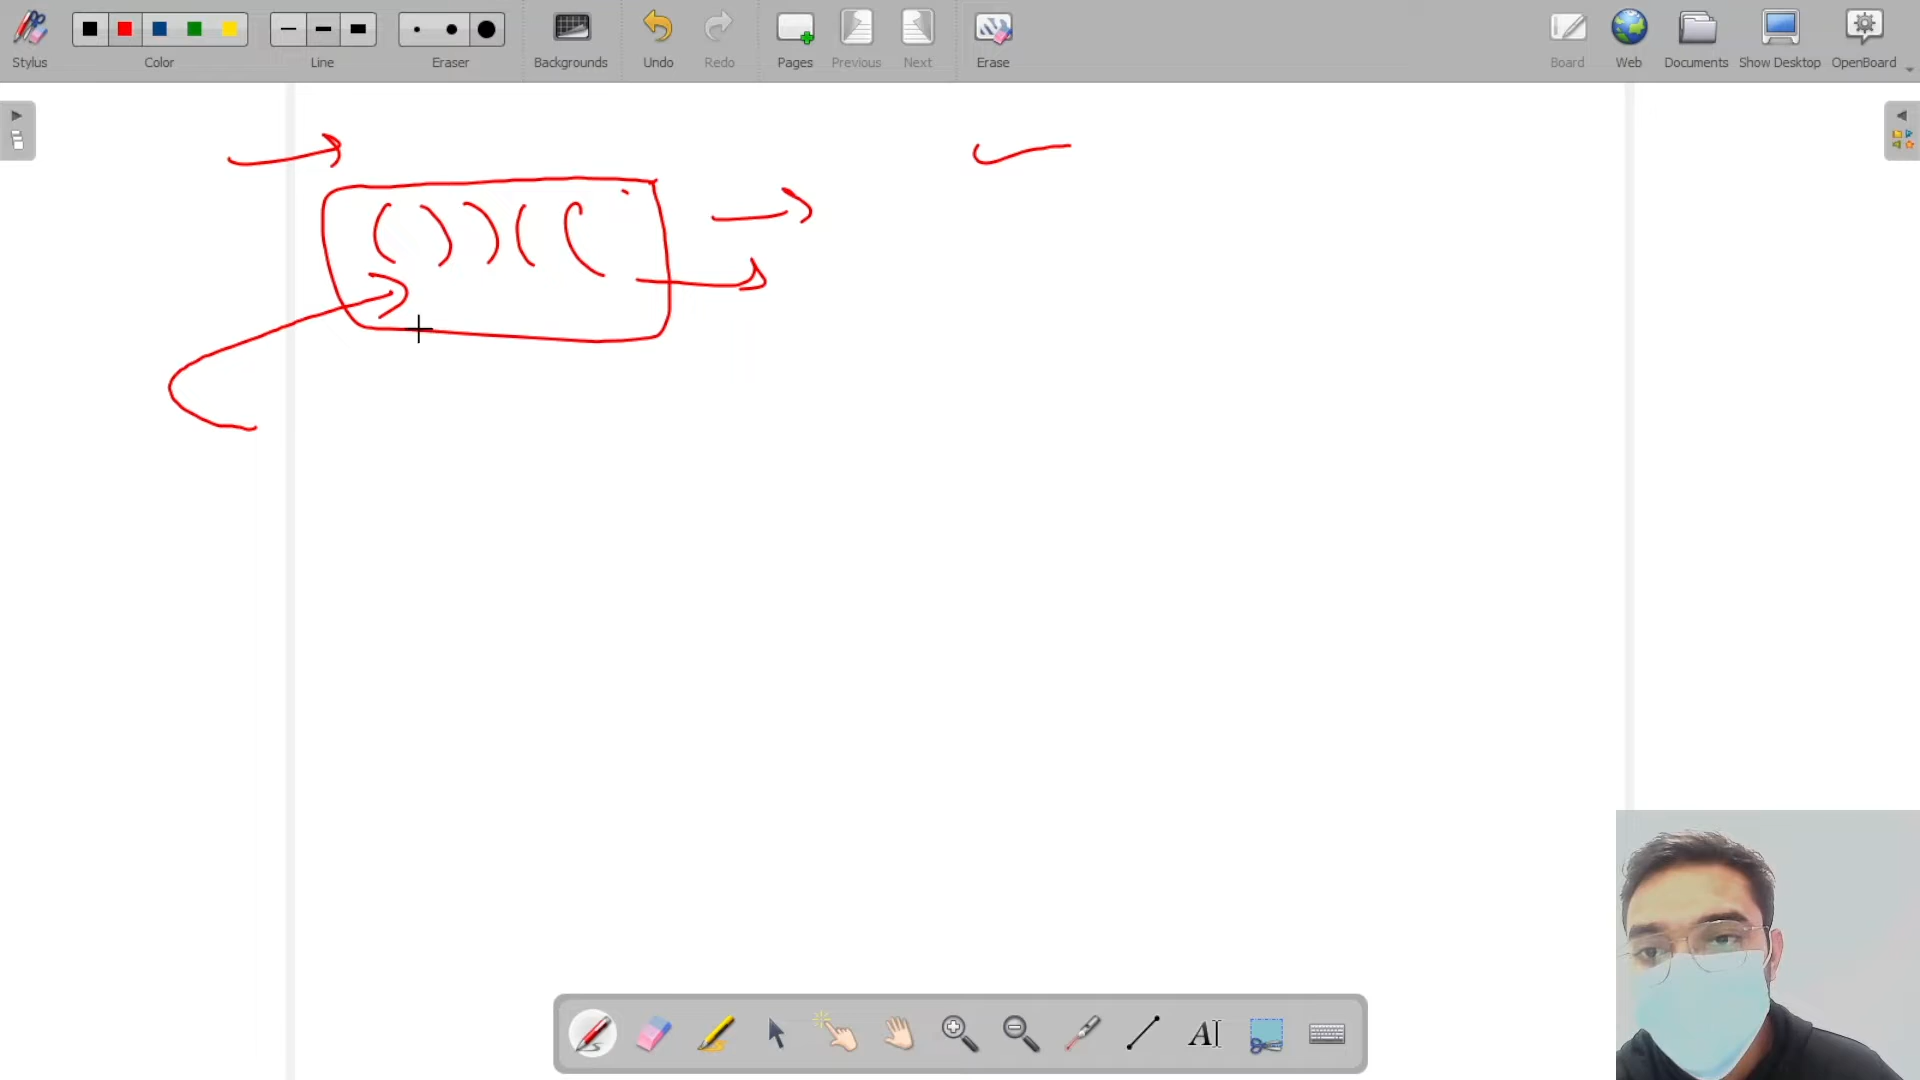 Stylus Color Line Eraser Backgrounds Undo Redo Pages Previous Next Erase Board Web Documents Show Desktop OpenBoard
( ) ) ( (
A